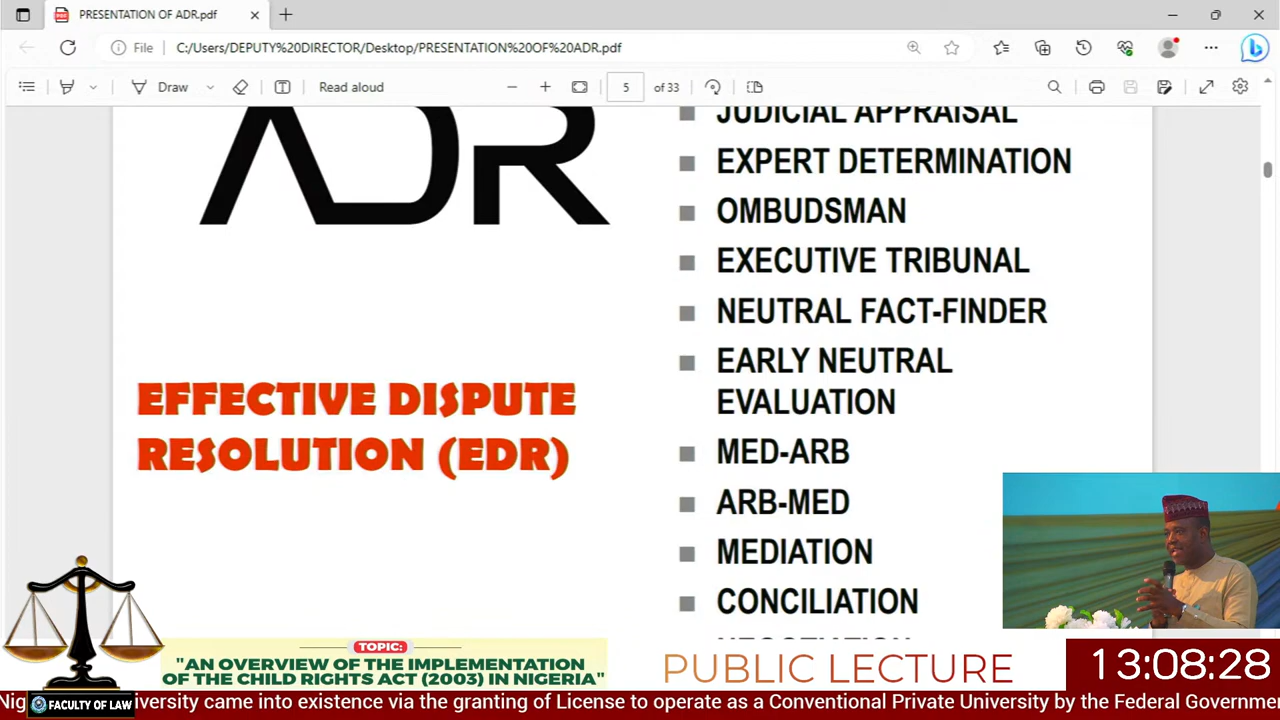 PRESENTATION OF ADR.pdf
File
C:/Users/DEPUTY%20DIRECTOR/Desktop/PRESENTATION%20OF%20ADR.pdf
Draw
Read aloud
5 of 33
ADR
EFFECTIVE DISPUTE
RESOLUTION (EDR)
JUDICIAL APPRAISAL
EXPERT DETERMINATION
OMBUDSMAN
EXECUTIVE TRIBUNAL
NEUTRAL FACT-FINDER
EARLY NEUTRAL
EVALUATION
MED-ARB
ARB-MED
MEDIATION
CONCILIATION
NEGOTIATION
TOPIC:
"AN OVERVIEW OF THE IMPLEMENTATION
OF THE CHILD RIGHTS ACT (2003) IN NIGERIA"
PUBLIC LECTURE
13:08:28
FACULTY OF LAW
came into existence via the granting of License to operate as a Conventional Private University by the Federal